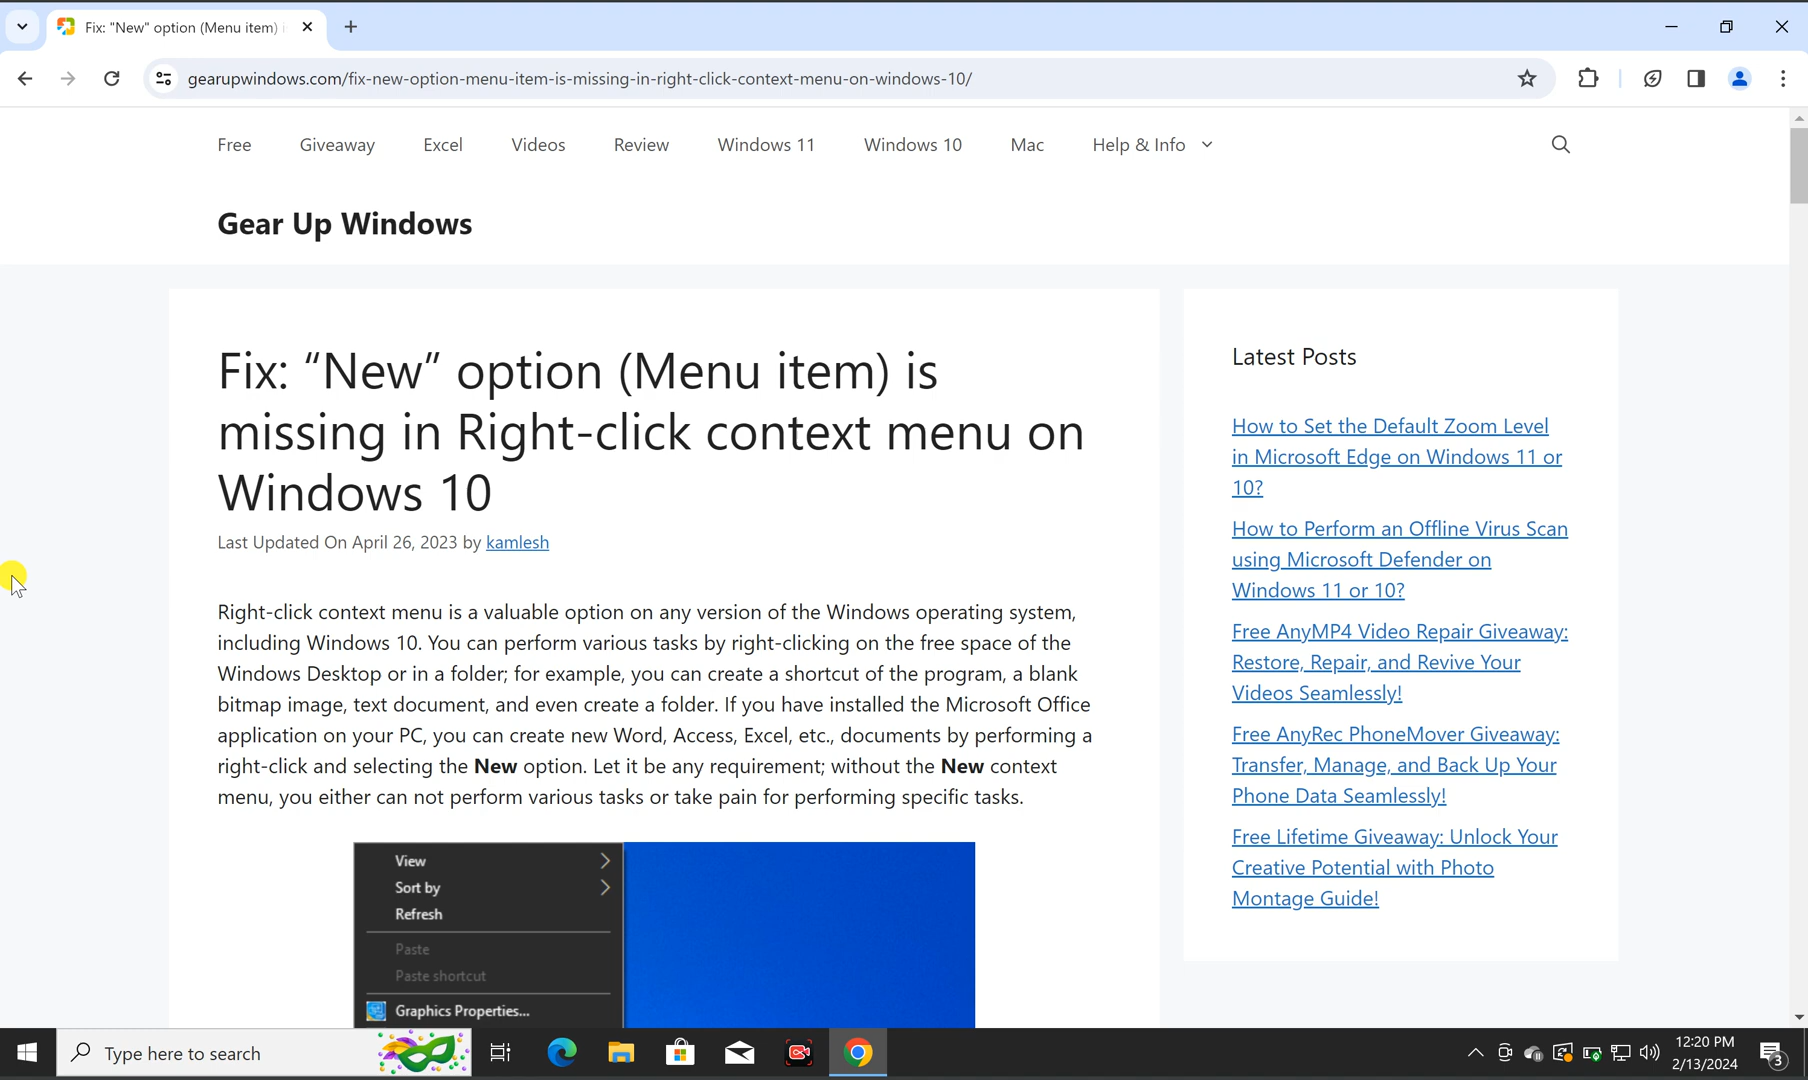 Fix: "New" option (Menu item)
gearupwindows.com/fix-new-option-menu-item-is-missing-in-right-click-context-menu-on-windows-10/
Free Giveaway Excel Videos Review Windows 11 Windows 10 Mac Help & Info
Gear Up Windows
Fix: “New” option (Menu item) is
missing in Right-click context menu on
Windows 10
Last Updated On April 26, 2023 by kamlesh
Right-click context menu is a valuable option on any version of the Windows operating system,
including Windows 10. You can perform various tasks by right-clicking on the free space of the
Windows Desktop or in a folder; for example, you can create a shortcut of the program, a blank
bitmap image, text document, and even create a folder. If you have installed the Microsoft Office
application on your PC, you can create new Word, Access, Excel, etc., documents by performing a
right-click and selecting the New option. Let it be any requirement; without the New context
menu, you either can not perform various tasks or take pain for performing specific tasks.
View
Sort by
Refresh
Paste
Paste shortcut
Graphics Properties...
Latest Posts
How to Set the Default Zoom Level
in Microsoft Edge on Windows 11 or
10?
How to Perform an Offline Virus Scan
using Microsoft Defender on
Windows 11 or 10?
Free AnyMP4 Video Repair Giveaway:
Restore, Repair, and Revive Your
Videos Seamlessly!
Free AnyRec PhoneMover Giveaway:
Transfer, Manage, and Back Up Your
Phone Data Seamlessly!
Free Lifetime Giveaway: Unlock Your
Creative Potential with Photo
Montage Guide!
Type here to search
12:20 PM
2/13/2024
3